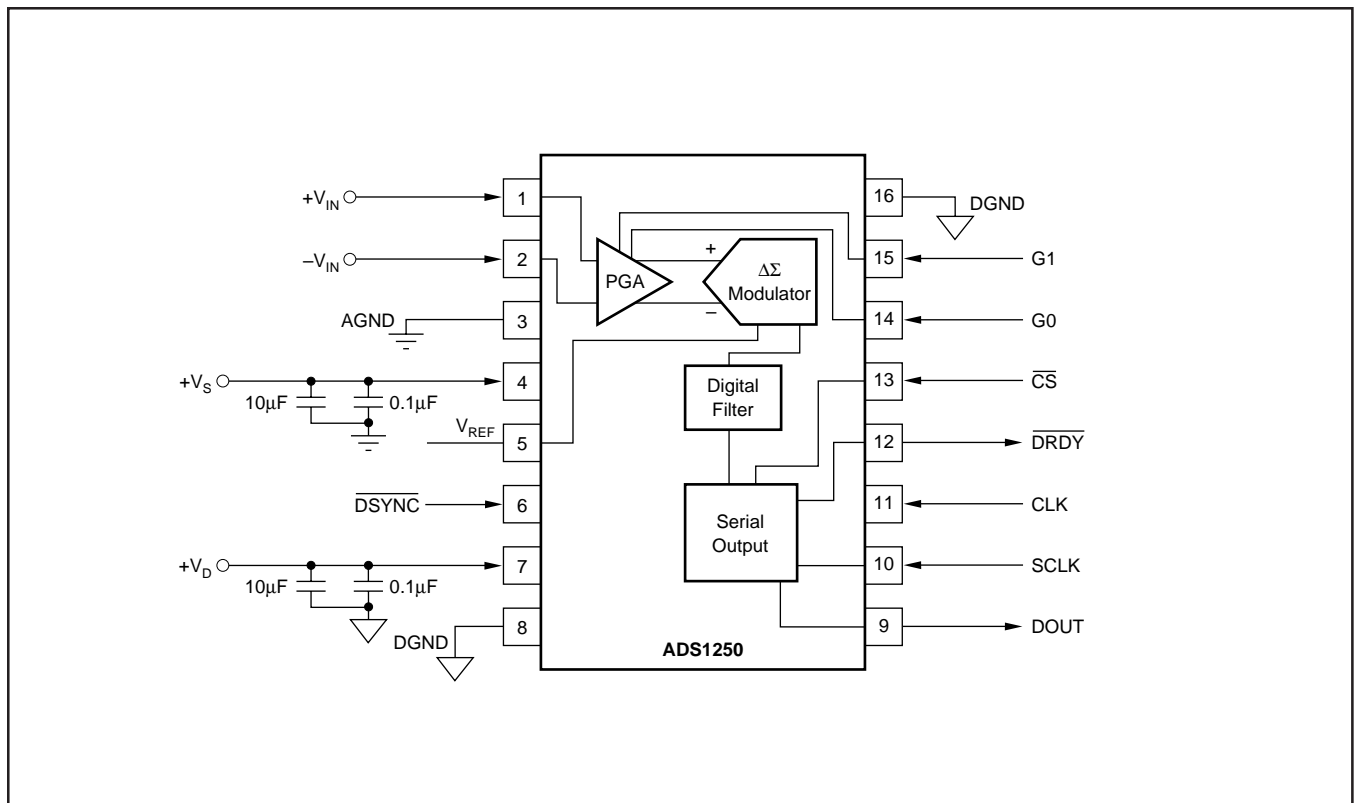 +VIN
1
16
DGND
–VIN
2
PGA
+
–
ΔΣ
Modulator
15
G1
AGND
3
14
G0
+VS
10µF
0.1µF
4
Digital
Filter
13
CS
VREF
5
12
DRDY
DSYNC
6
11
CLK
Serial
Output
+VD
10µF
0.1µF
7
10
SCLK
DGND
8
9
DOUT
ADS1250